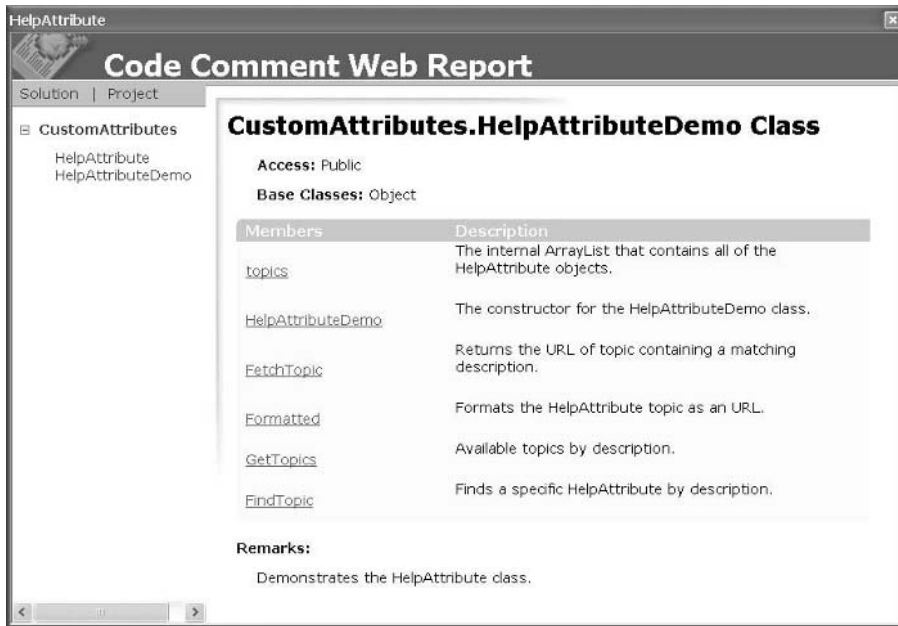 HelpAttribute
Code Comment Web Report
Solution | Project
CustomAttributes
HelpAttribute
HelpAttributeDemo
CustomAttributes.HelpAttributeDemo Class
Access: Public
Base Classes: Object
Members Description
topics
The internal ArrayList that contains all of the
HelpAttribute objects.
HelpAttributeDemo
The constructor for the HelpAttributeDemo class.
FetchTopic
Returns the URL of topic containing a matching
description.
Formatted
Formats the HelpAttribute topic as an URL.
GetTopics
Available topics by description.
FindTopic
Finds a specific HelpAttribute by description.
Remarks:
Demonstrates the HelpAttribute class.